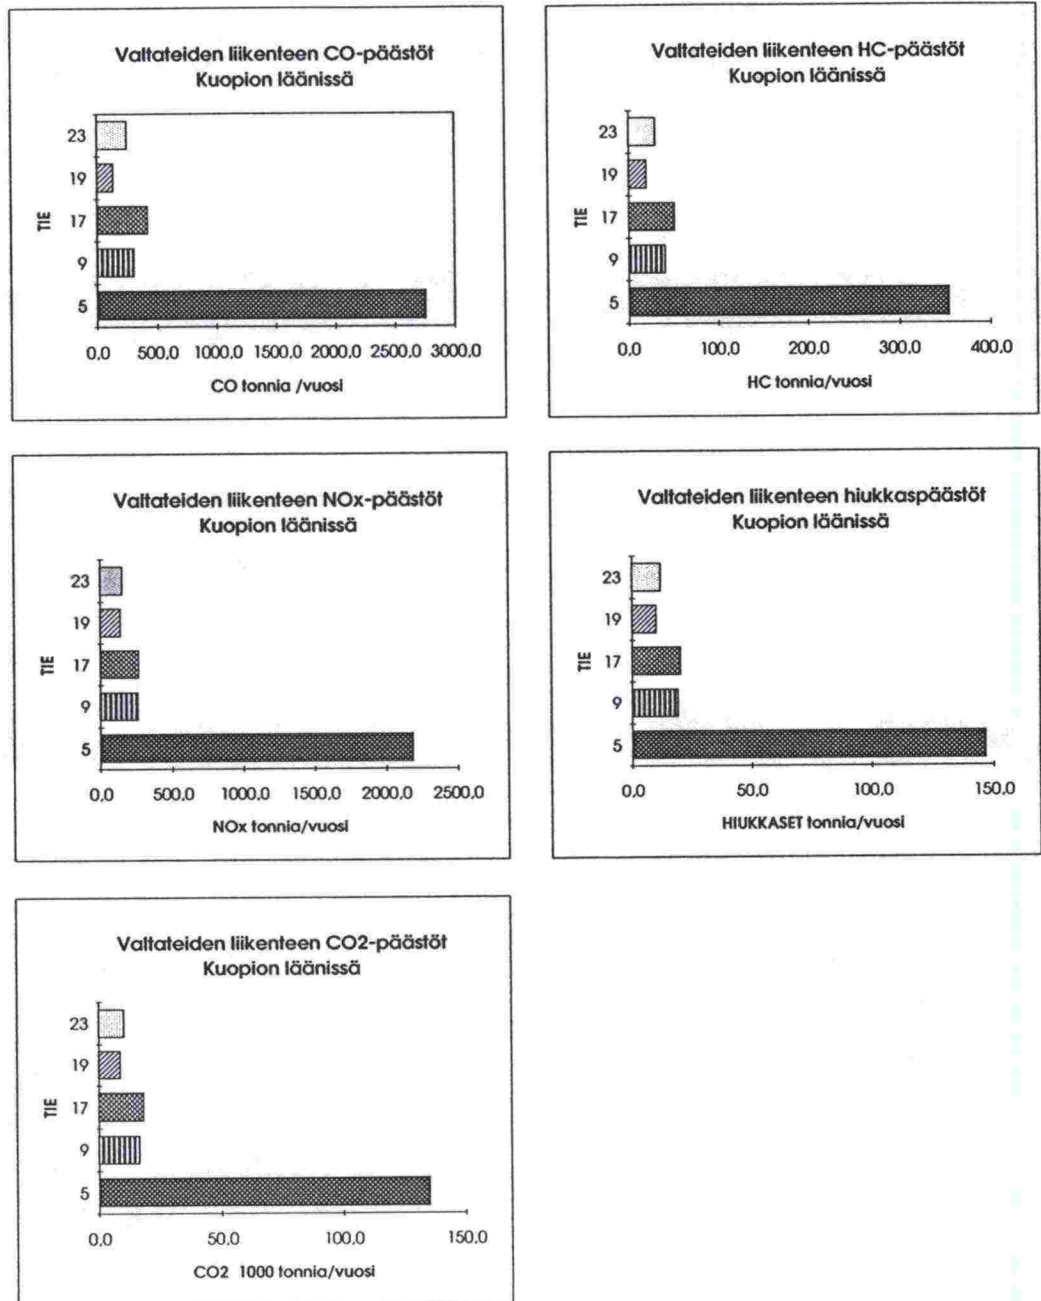 Valtateiden liikenteen CO-päästöt
Kuopion läänissä
23
19
17
9
5
TIE
0,0 500,0 1000,0 1500,0 2000,0 2500,0 3000,0
CO tonnia /vuosi
Valtateiden liikenteen HC-päästöt
Kuopion läänissä
23
19
17
9
5
TIE
0,0 100,0 200,0 300,0 400,0
HC tonnia/vuosi
Valtateiden liikenteen NOx-päästöt
Kuopion läänissä
23
19
17
9
5
TIE
0,0 500,0 1000,0 1500,0 2000,0 2500,0
NOx tonnia/vuosi
Valtateiden liikenteen hiukkaspäästöt
Kuopion läänissä
23
19
17
9
5
TIE
0,0 50,0 100,0 150,0
HIUKKASET tonnia/vuosi
Valtateiden liikenteen CO2-päästöt
Kuopion läänissä
23
19
17
9
5
TIE
0,0 50,0 100,0 150,0
CO2 1000 tonnia/vuosi